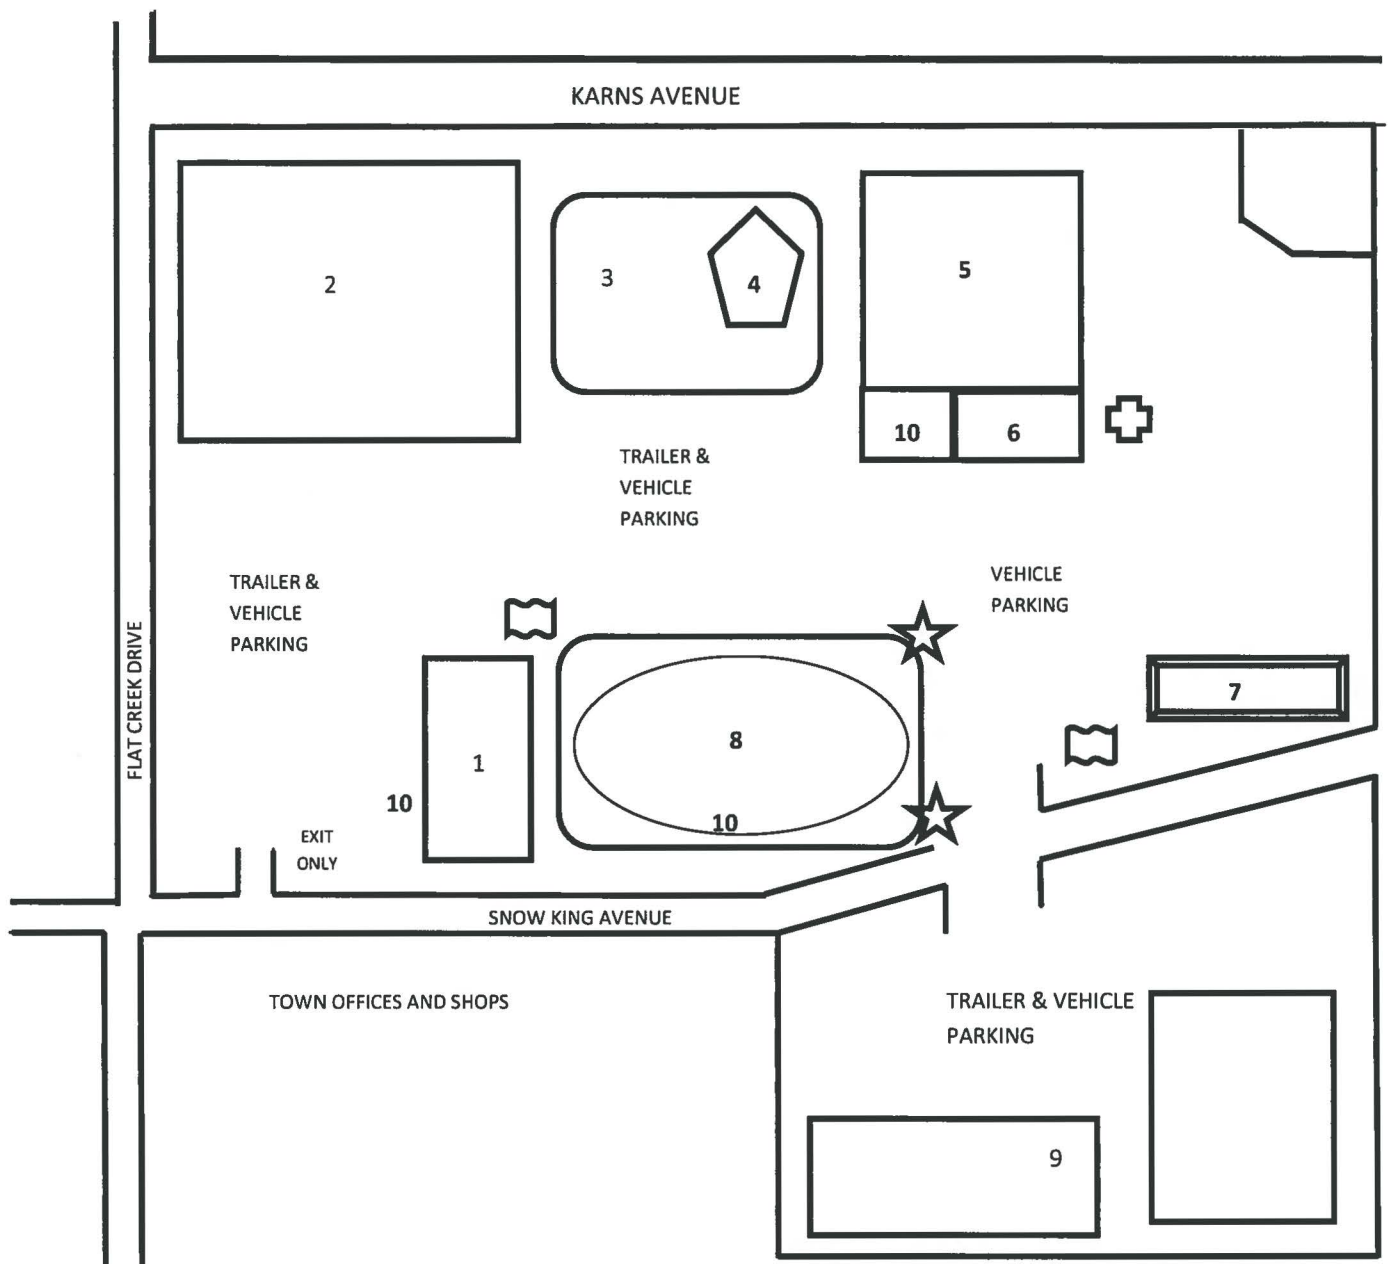 KARNS AVENUE
2
3
4
5
10
6
TRAILER &
VEHICLE
PARKING
TRAILER &
VEHICLE
PARKING
VEHICLE
PARKING
FLAT CREEK DRIVE
7
8
1
10
10
EXIT
ONLY
SNOW KING AVENUE
TOWN OFFICES AND SHOPS
TRAILER & VEHICLE
PARKING
9